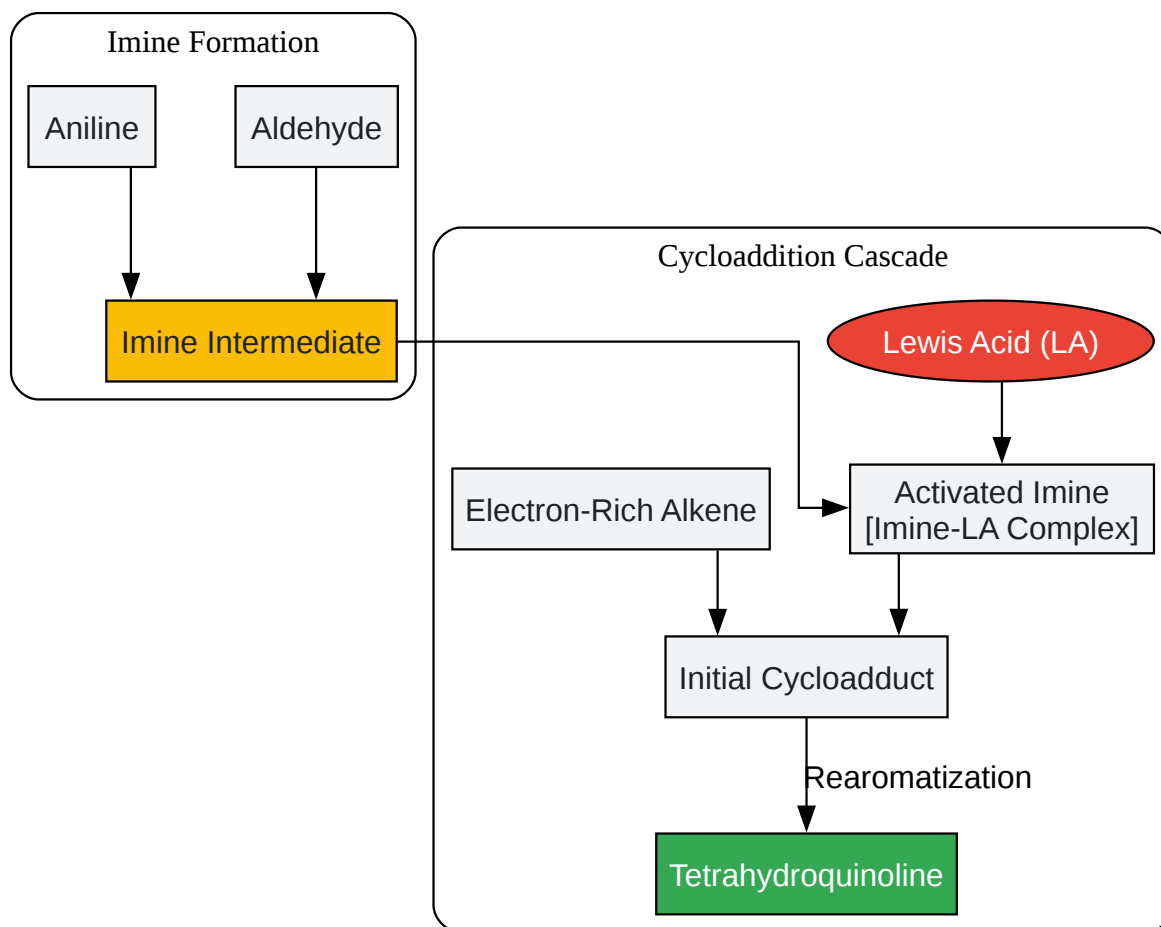 Imine Formation
Aniline
Aldehyde
Imine Intermediate
Cycloaddition Cascade
Lewis Acid (LA)
Electron-Rich Alkene
Activated Imine
[Imine-LA Complex]
Initial Cycloadduct
Rearomatization
Tetrahydroquinoline